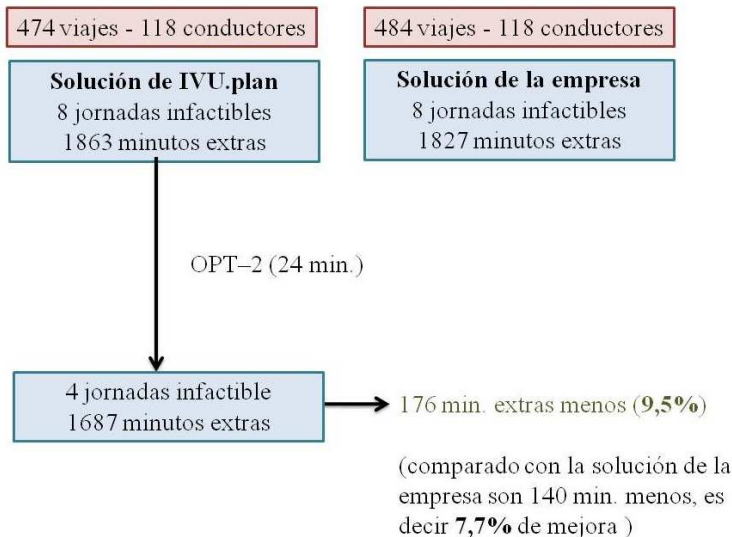 474 viajes - 118 conductores
484 viajes - 118 conductores
Solución de IVU.plan
8 jornadas infactibles
1863 minutos extras
Solución de la empresa
8 jornadas infactibles
1827 minutos extras
OPT–2 (24 min.)
4 jornadas infactible
1687 minutos extras
176 min. extras menos (9,5%)
(comparado con la solución de la
empresa son 140 min. menos, es
decir 7,7% de mejora )